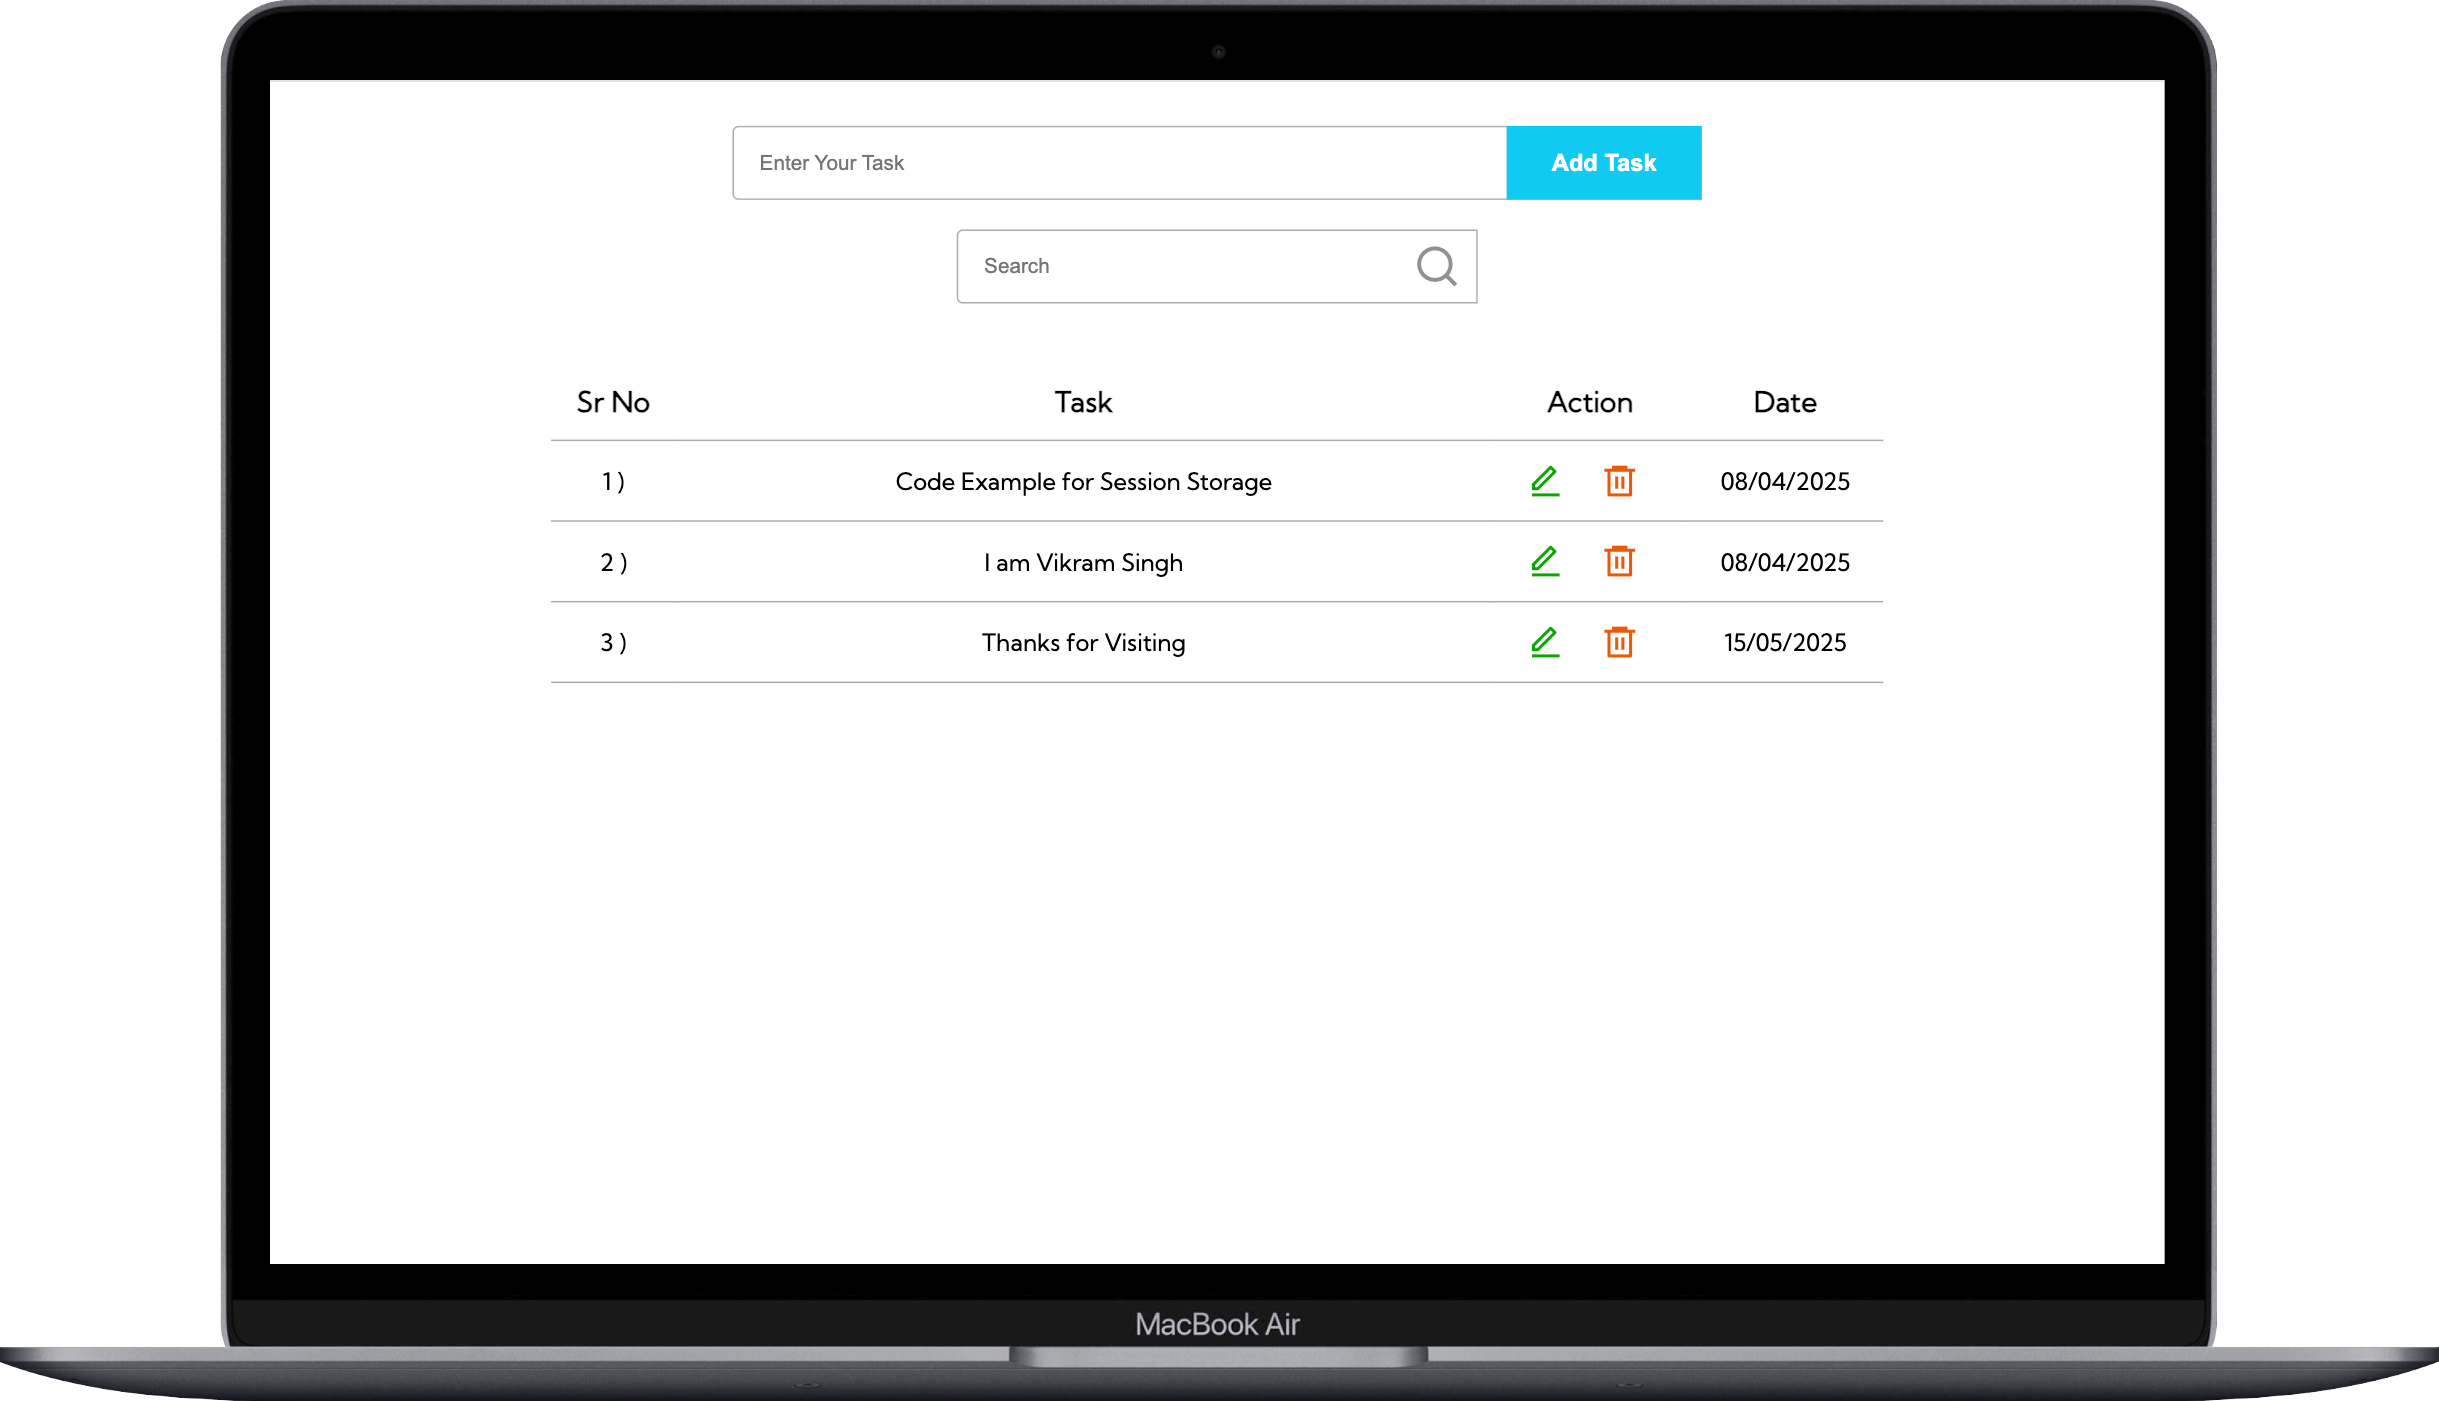 Enter Your Task Add Task
Search
Sr No Task Action Date
1 ) Code Example for Session Storage 08/04/2025
2 ) I am Vikram Singh 08/04/2025
3 ) Thanks for Visiting 15/05/2025
MacBook Air